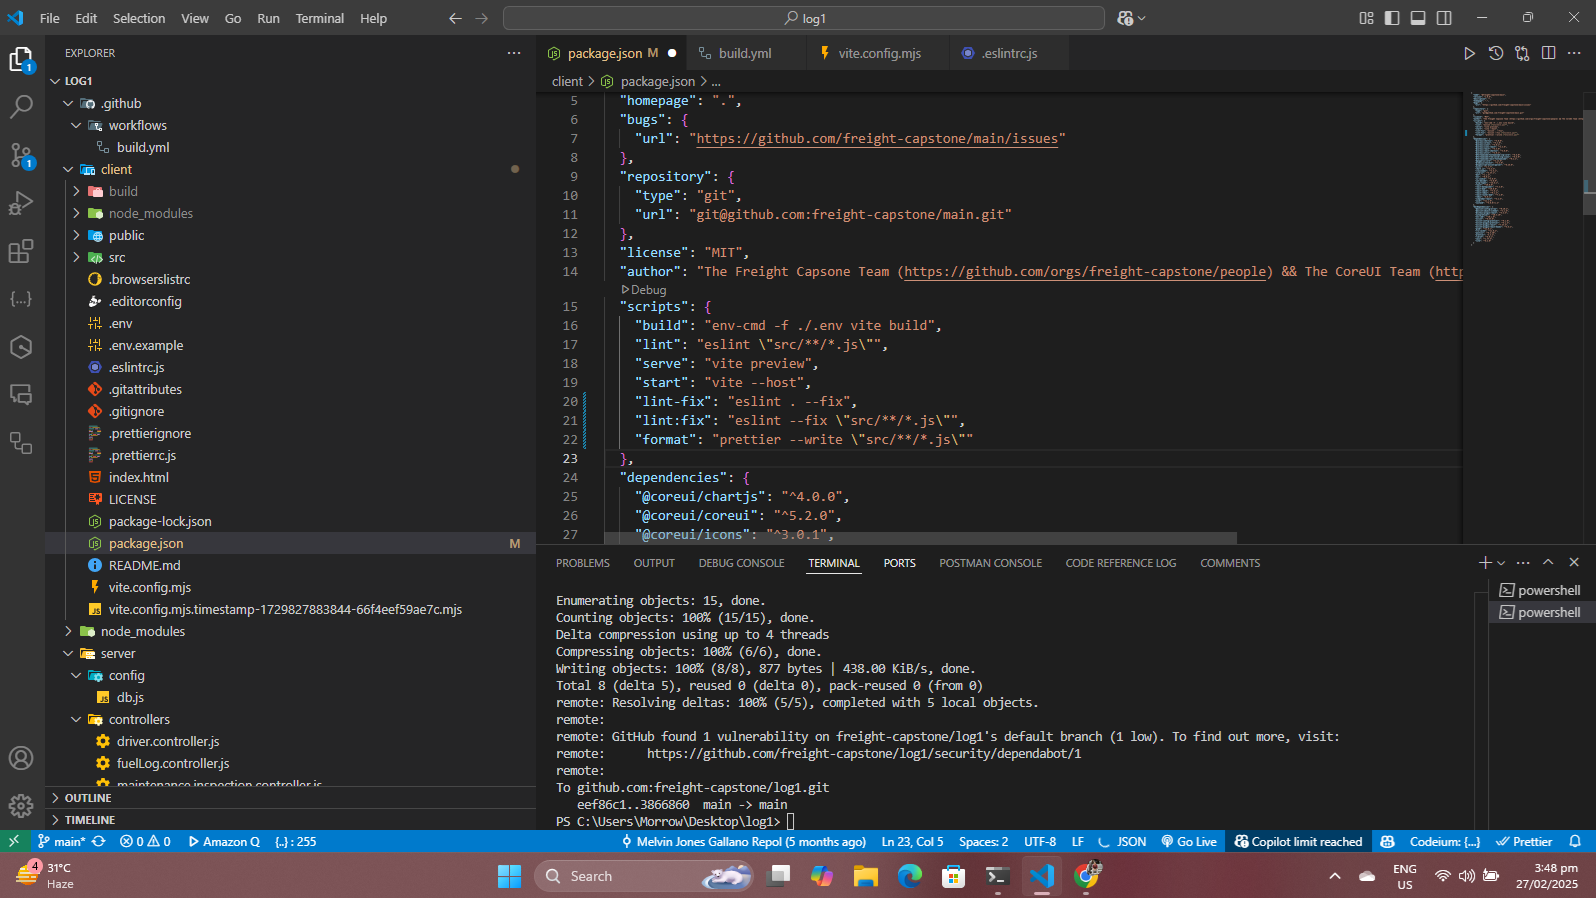 File Edit Selection View Go Run Terminal Help
log1
EXPLORER
LOG1
.github
workflows
build.yml
client
build
node_modules
public
src
.browserslistrc
.editorconfig
.env
.env.example
.eslintrc.js
.gitattributes
.gitignore
.prettierignore
.prettierrc.js
index.html
LICENSE
package-lock.json
package.json M
README.md
vite.config.mjs
vite.config.mjs.timestamp-1729827883844-66f4eef59ae7c.mjs
node_modules
server
config
db.js
controllers
driver.controller.js
fuelLog.controller.js
maintenance.inspection.controller.js
OUTLINE
TIMELINE
1
1
package.json M build.yml vite.config.mjs .eslintrc.js
client > package.json > ...
5 "homepage": ".",
6 "bugs": {
7 "url": "https://github.com/freight-capstone/main/issues"
8 },
9 "repository": {
10 "type": "git",
11 "url": "git@github.com:freight-capstone/main.git"
12 },
13 "license": "MIT",
14 "author": "The Freight Capsone Team (https://github.com/orgs/freight-capstone/people) && The CoreUI Team (http
Debug
15 "scripts": {
16 "build": "env-cmd -f ./.env vite build",
17 "lint": "eslint \"src/**/*.js\"",
18 "serve": "vite preview",
19 "start": "vite --host",
20 "lint-fix": "eslint . --fix",
21 "lint:fix": "eslint --fix \"src/**/*.js\"",
22 "format": "prettier --write \"src/**/*.js\""
23 },
24 "dependencies": {
25 "@coreui/chartjs": "^4.0.0",
26 "@coreui/coreui": "^5.2.0",
27 "@coreui/icons": "^3.0.1",
PROBLEMS OUTPUT DEBUG CONSOLE TERMINAL PORTS POSTMAN CONSOLE CODE REFERENCE LOG COMMENTS
powershell
powershell
Enumerating objects: 15, done.
Counting objects: 100% (15/15), done.
Delta compression using up to 4 threads
Compressing objects: 100% (6/6), done.
Writing objects: 100% (8/8), 877 bytes | 438.00 KiB/s, done.
Total 8 (delta 5), reused 0 (delta 0), pack-reused 0 (from 0)
remote: Resolving deltas: 100% (5/5), completed with 5 local objects.
remote:
remote: GitHub found 1 vulnerability on freight-capstone/log1's default branch (1 low). To find out more, visit:
remote: https://github.com/freight-capstone/log1/security/dependabot/1
remote:
To github.com:freight-capstone/log1.git
eef86c1..3866860 main -> main
PS C:\Users\Morrow\Desktop\log1>
main* 0 0 Amazon Q {..} : 255 Melvin Jones Gallano Repol (5 months ago) Ln 23, Col 5 Spaces: 2 UTF-8 LF JSON Go Live Copilot limit reached Codeium: {...} Prettier
4
31°C
Haze
Search
ENG
US
3:48 pm
27/02/2025